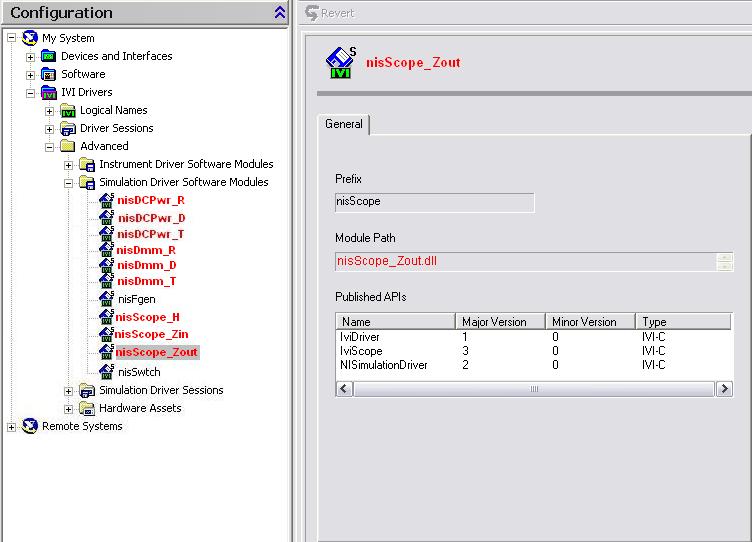 Configuration
My System
Devices and Interfaces
Software
IVI Drivers
Logical Names
Driver Sessions
Advanced
Instrument Driver Software Modules
Simulation Driver Software Modules
nisDCPwr_R
nisDCPwr_D
nisDCPwr_T
nisDmm_R
nisDmm_D
nisDmm_T
nisFgen
nisScope_H
nisScope_Zin
nisScope_Zout
nisSwtch
Simulation Driver Sessions
Hardware Assets
Remote Systems
Revert
S
IVI
nisScope_Zout
General
Prefix
nisScope
Module Path
nisScope_Zout.dll
Published APIs
Name Major Version Minor Version Type
IviDriver 1 0 IVI-C
IviScope 3 0 IVI-C
NISimulationDriver 2 0 IVI-C